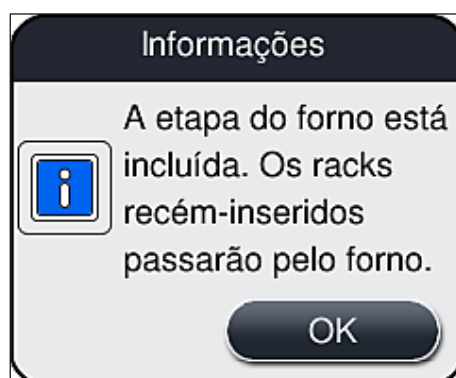 Informações
A etapa do forno está
incluída. Os racks
recém-inseridos
passarão pelo forno.
OK